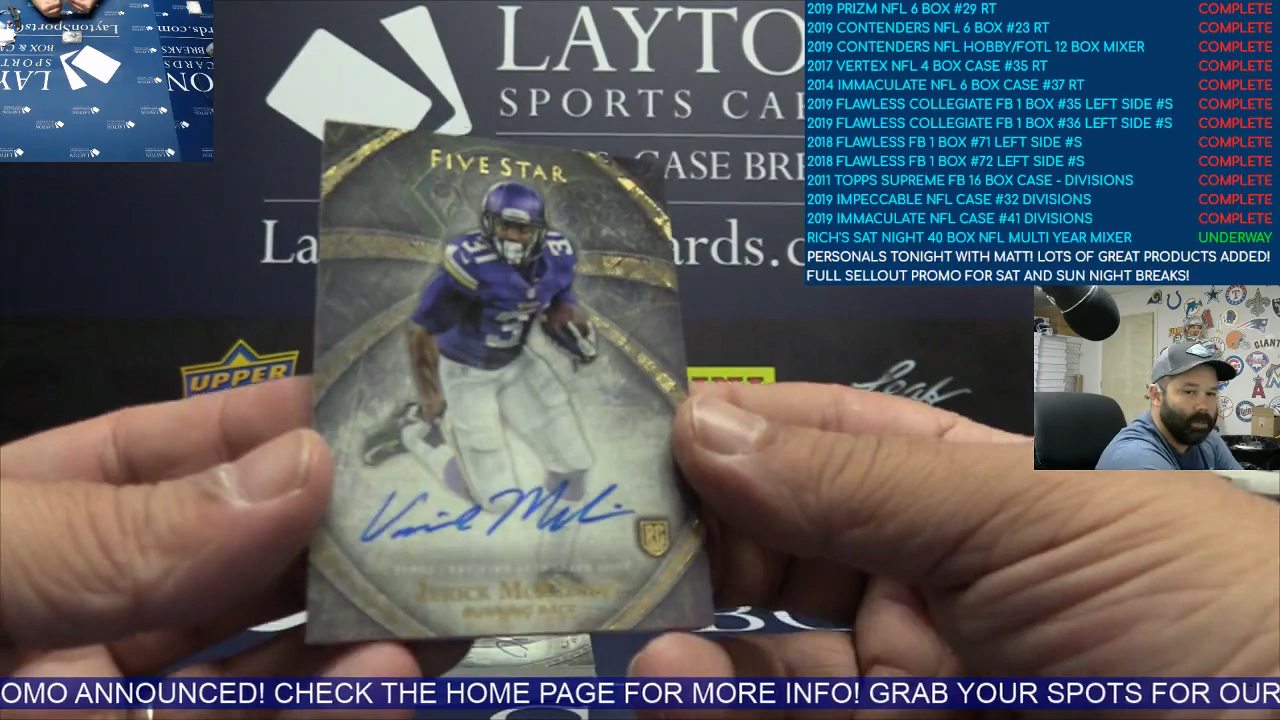 2019 PRIZM NFL 6 BOX #29 RT COMPLETE
2019 CONTENDERS NFL 6 BOX #23 RT COMPLETE
2019 CONTENDERS NFL HOBBY/FOTL 12 BOX MIXER COMPLETE
2017 VERTEX NFL 4 BOX CASE #35 RT COMPLETE
2014 IMMACULATE NFL 6 BOX CASE #37 RT COMPLETE
2019 FLAWLESS COLLEGIATE FB 1 BOX #35 LEFT SIDE #S COMPLETE
2019 FLAWLESS COLLEGIATE FB 1 BOX #36 LEFT SIDE #S COMPLETE
2018 FLAWLESS FB 1 BOX #71 LEFT SIDE #S COMPLETE
2018 FLAWLESS FB 1 BOX #72 LEFT SIDE #S COMPLETE
2011 TOPPS SUPREME FB 16 BOX CASE - DIVISIONS COMPLETE
2019 IMPECCABLE NFL CASE #32 DIVISIONS COMPLETE
2019 IMMACULATE NFL CASE #41 DIVISIONS COMPLETE
RICH'S SAT NIGHT 40 BOX NFL MULTI YEAR MIXER UNDERWAY
PERSONALS TONIGHT WITH MATT! LOTS OF GREAT PRODUCTS ADDED!
FULL SELLOUT PROMO FOR SAT AND SUN NIGHT BREAKS!
LAYTO
SPORTS CA
CASE BRE
La ards.c
FIVE STAR
31
UPPER
Leaf
RC
RUNNING BACK
OMO ANNOUNCED! CHECK THE HOME PAGE FOR MORE INFO! GRAB YOUR SPOTS FOR OUR